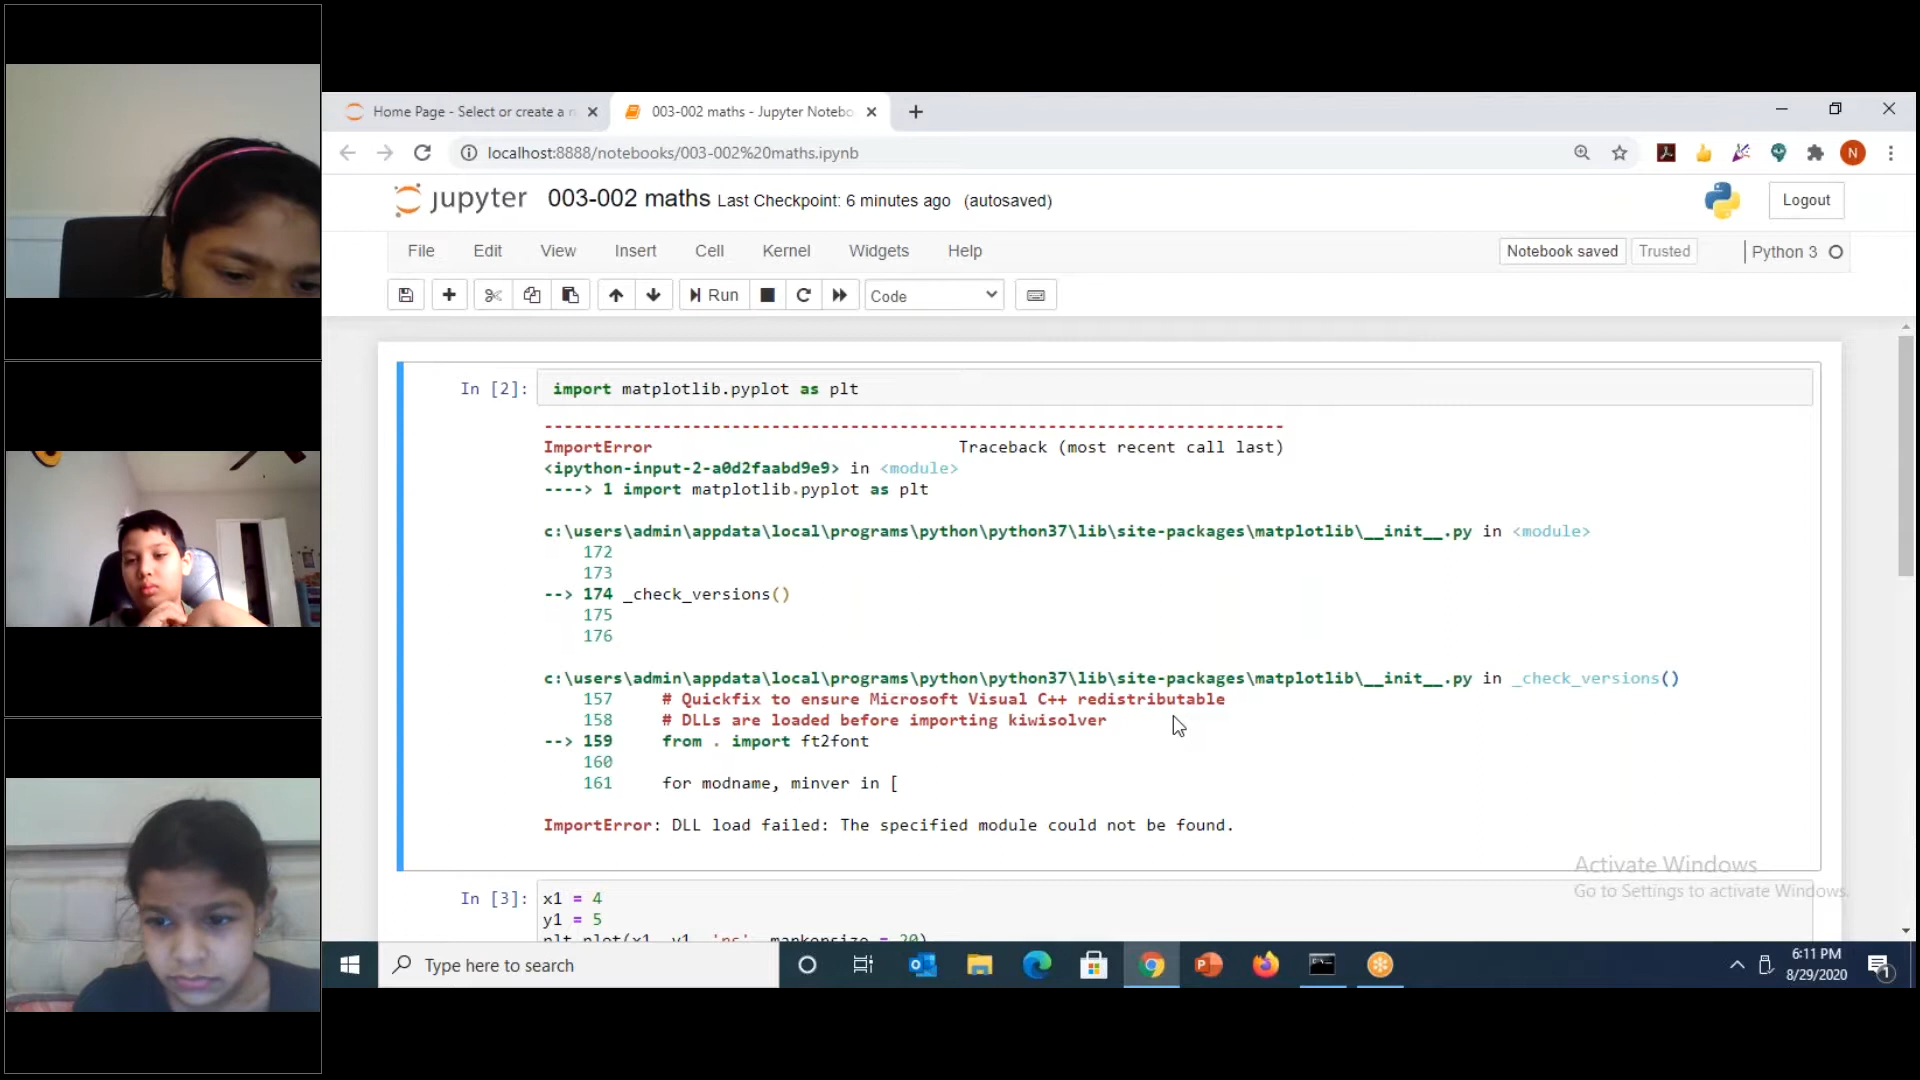 Home Page - Select or create a n
003-002 maths - Jupyter Notebo
localhost:8888/notebooks/003-002%20maths.ipynb
N
jupyter 003-002 maths Last Checkpoint: 6 minutes ago (autosaved)
Logout
File Edit View Insert Cell Kernel Widgets Help
Notebook saved Trusted Python 3
Run Code
In [2]: import matplotlib.pyplot as plt
---------------------------------------------------------------------------
ImportError Traceback (most recent call last)
<ipython-input-2-a0d2faabd9e9> in <module>
----> 1 import matplotlib.pyplot as plt
c:\users\admin\appdata\local\programs\python\python37\lib\site-packages\matplotlib\__init__.py in <module>
172
173
--> 174 _check_versions()
175
176
c:\users\admin\appdata\local\programs\python\python37\lib\site-packages\matplotlib\__init__.py in _check_versions()
157 # Quickfix to ensure Microsoft Visual C++ redistributable
158 # DLLs are loaded before importing kiwisolver
--> 159 from . import ft2font
160
161 for modname, minver in [
ImportError: DLL load failed: The specified module could not be found.
Activate Windows
Go to Settings to activate Windows.
In [3]: x1 = 4
y1 = 5
plt.plot(x1, y1, 'rs', markersize = 20)
Type here to search
6:11 PM
8/29/2020
1